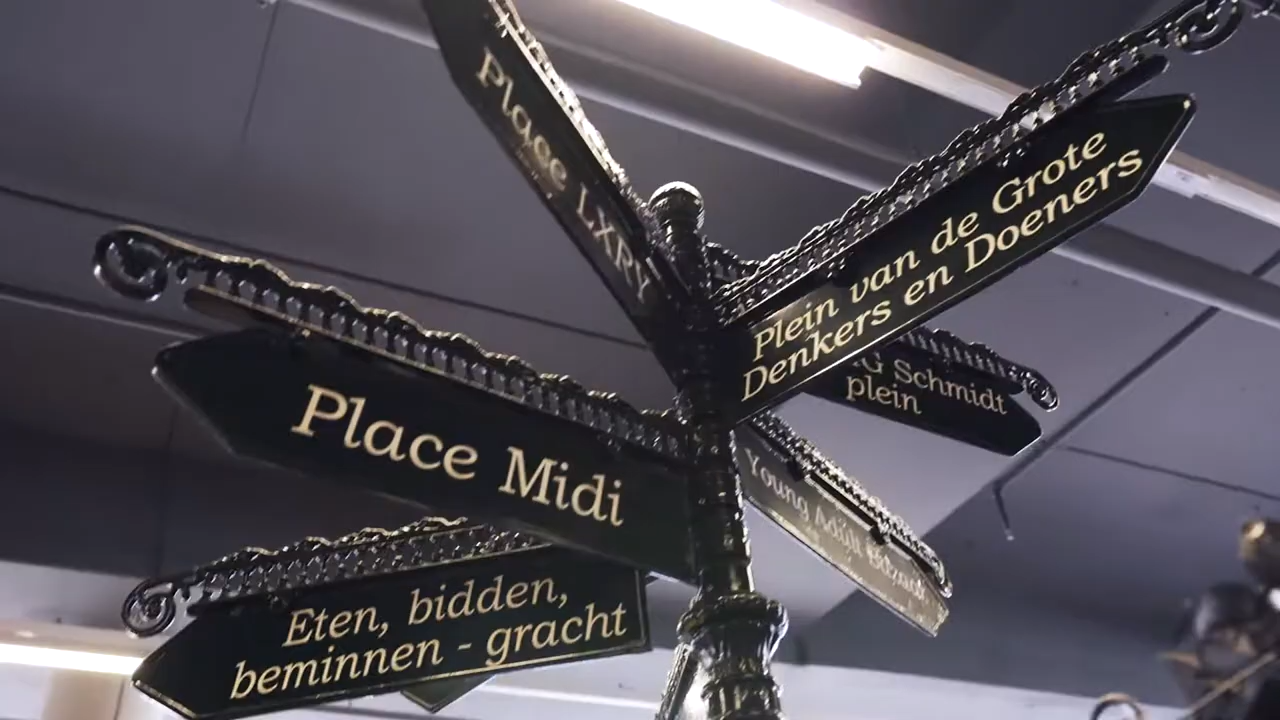 Place LXRY
Plein van de Grote
Denkers en Doeners
G Schmidt
plein
Place Midi
Young Adult
Eten, bidden,
beminnen - gracht